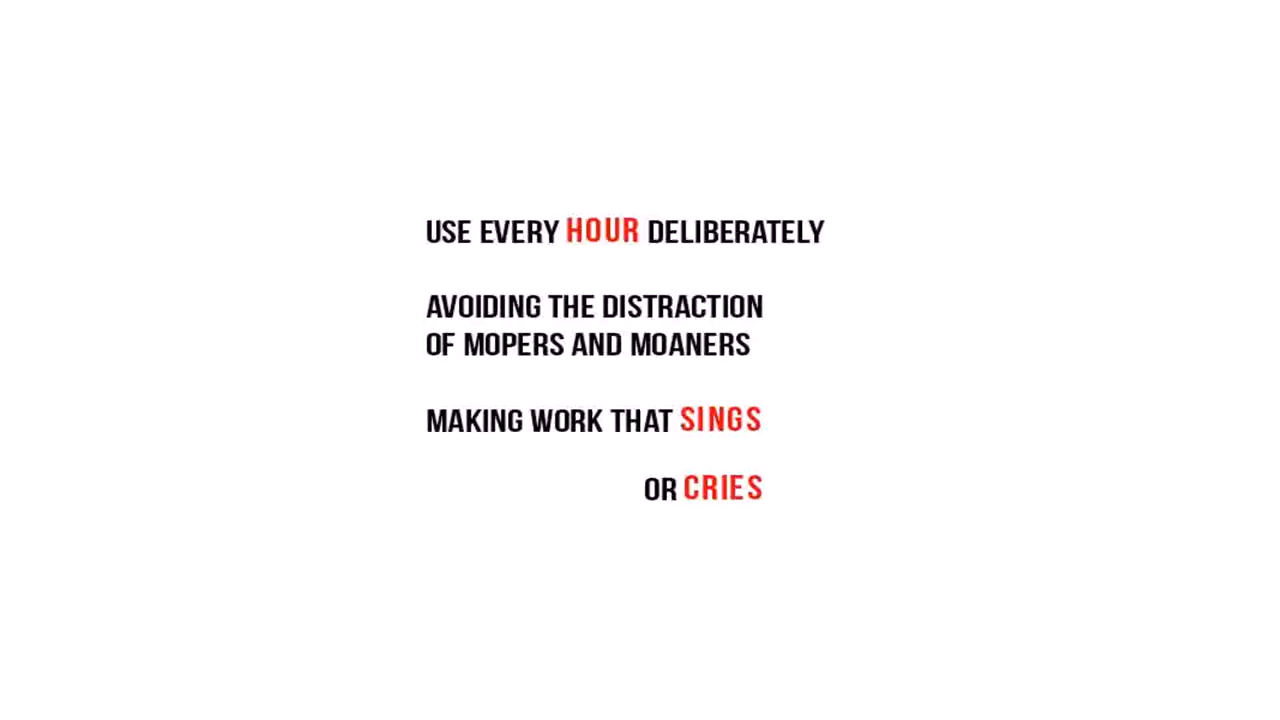 USE EVERY HOUR DELIBERATELY
AVOIDING THE DISTRACTION
OF MOPERS AND MOANERS
MAKING WORK THAT SINGS
OR CRIES